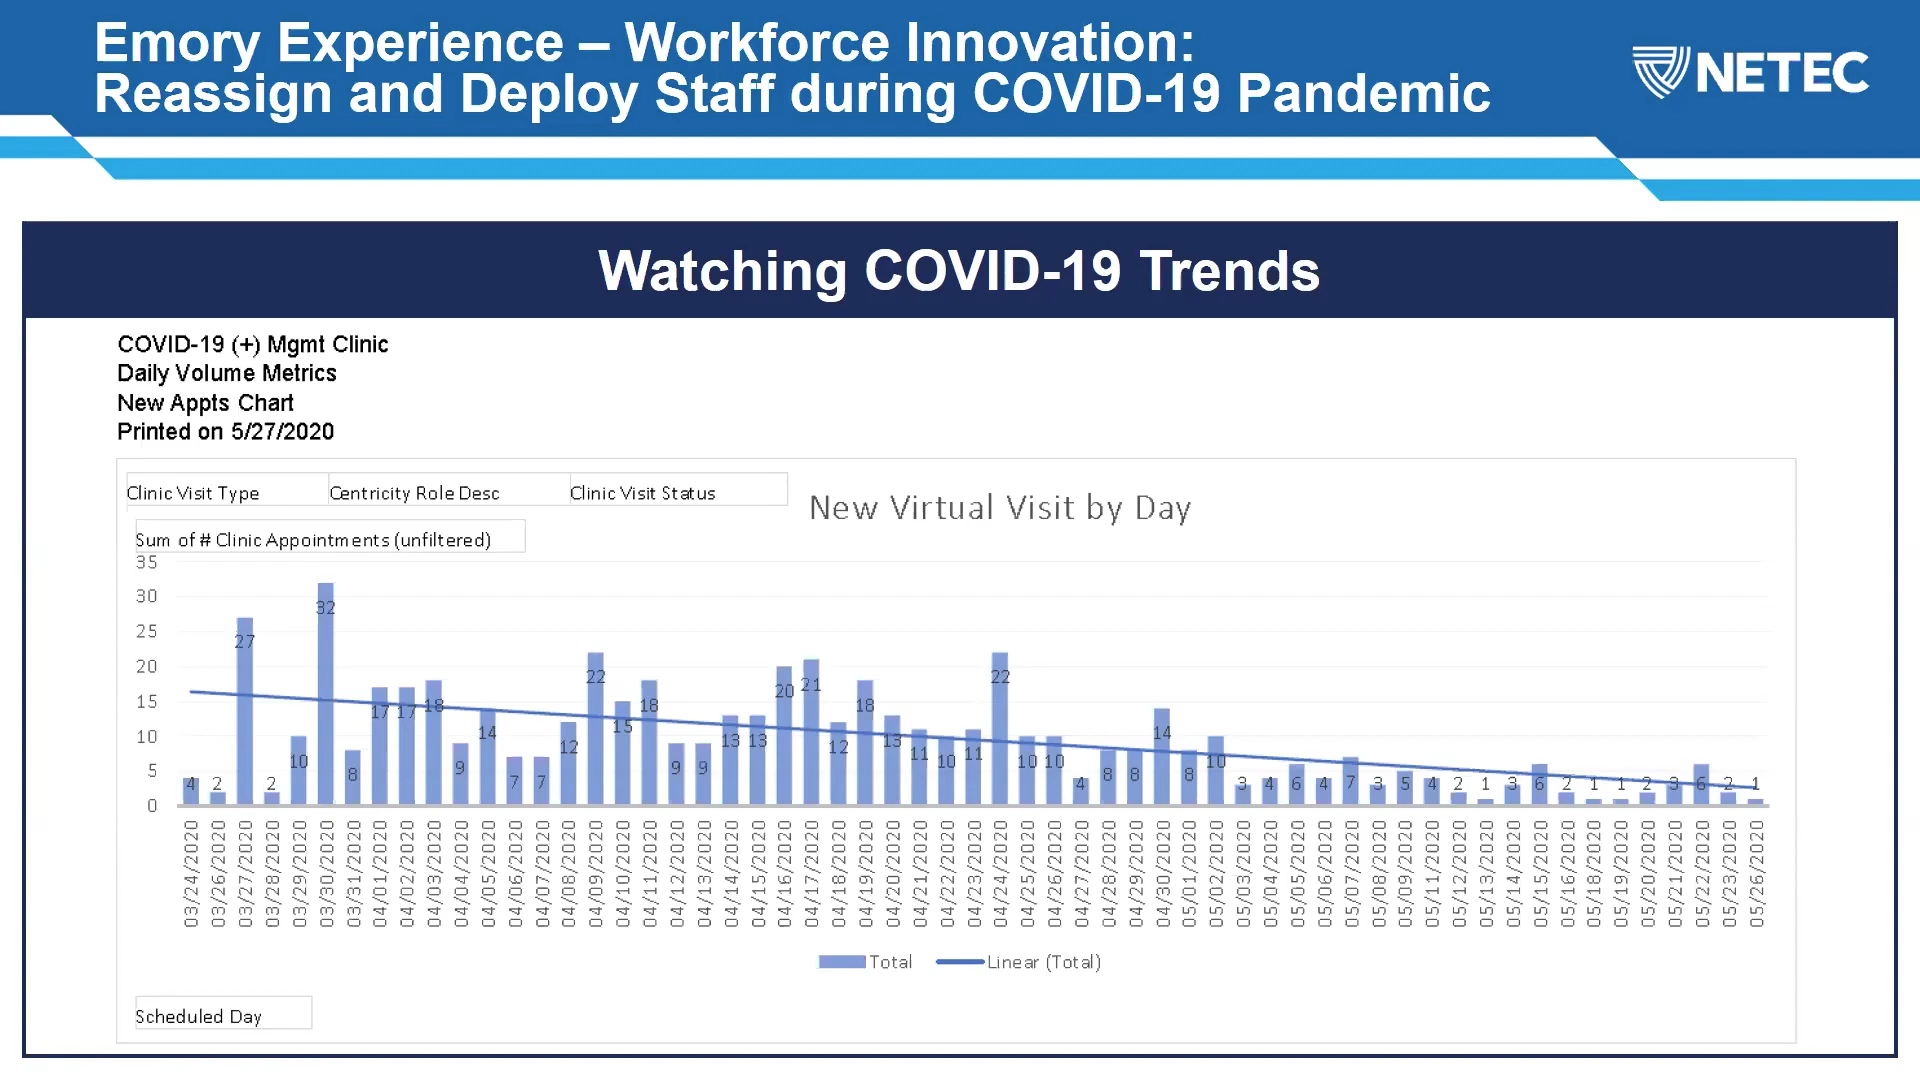 Emory Experience – Workforce Innovation:
Reassign and Deploy Staff during COVID-19 Pandemic
NETEC
Watching COVID-19 Trends
COVID-19 (+) Mgmt Clinic
Daily Volume Metrics
New Appts Chart
Printed on 5/27/2020
Clinic Visit Type Centricity Role Desc Clinic Visit Status
New Virtual Visit by Day
Sum of # Clinic Appointments (unfiltered)
35
30
25
20
15
10
5
0
4 2 27 2 10 32 8 17 17 18 9 14 7 7 12 22 15 18 9 9 13 13 20 21 12 18 13 11 10 11 22 10 10 4 8 8 14 8 10 3 4 6 4 7 3 5 4 2 1 3 6 2 1 1 2 3 6 2 1
03/24/2020 03/26/2020 03/27/2020 03/28/2020 03/29/2020 03/30/2020 03/31/2020 04/01/2020 04/02/2020 04/03/2020 04/04/2020 04/05/2020 04/06/2020 04/07/2020 04/08/2020 04/09/2020 04/10/2020 04/11/2020 04/12/2020 04/13/2020 04/14/2020 04/15/2020 04/16/2020 04/17/2020 04/18/2020 04/19/2020 04/20/2020 04/21/2020 04/22/2020 04/23/2020 04/24/2020 04/25/2020 04/26/2020 04/27/2020 04/28/2020 04/29/2020 04/30/2020 05/01/2020 05/02/2020 05/03/2020 05/04/2020 05/05/2020 05/06/2020 05/07/2020 05/08/2020 05/09/2020 05/11/2020 05/12/2020 05/13/2020 05/14/2020 05/15/2020 05/16/2020 05/18/2020 05/19/2020 05/20/2020 05/21/2020 05/22/2020 05/23/2020 05/26/2020
Total Linear (Total)
Scheduled Day